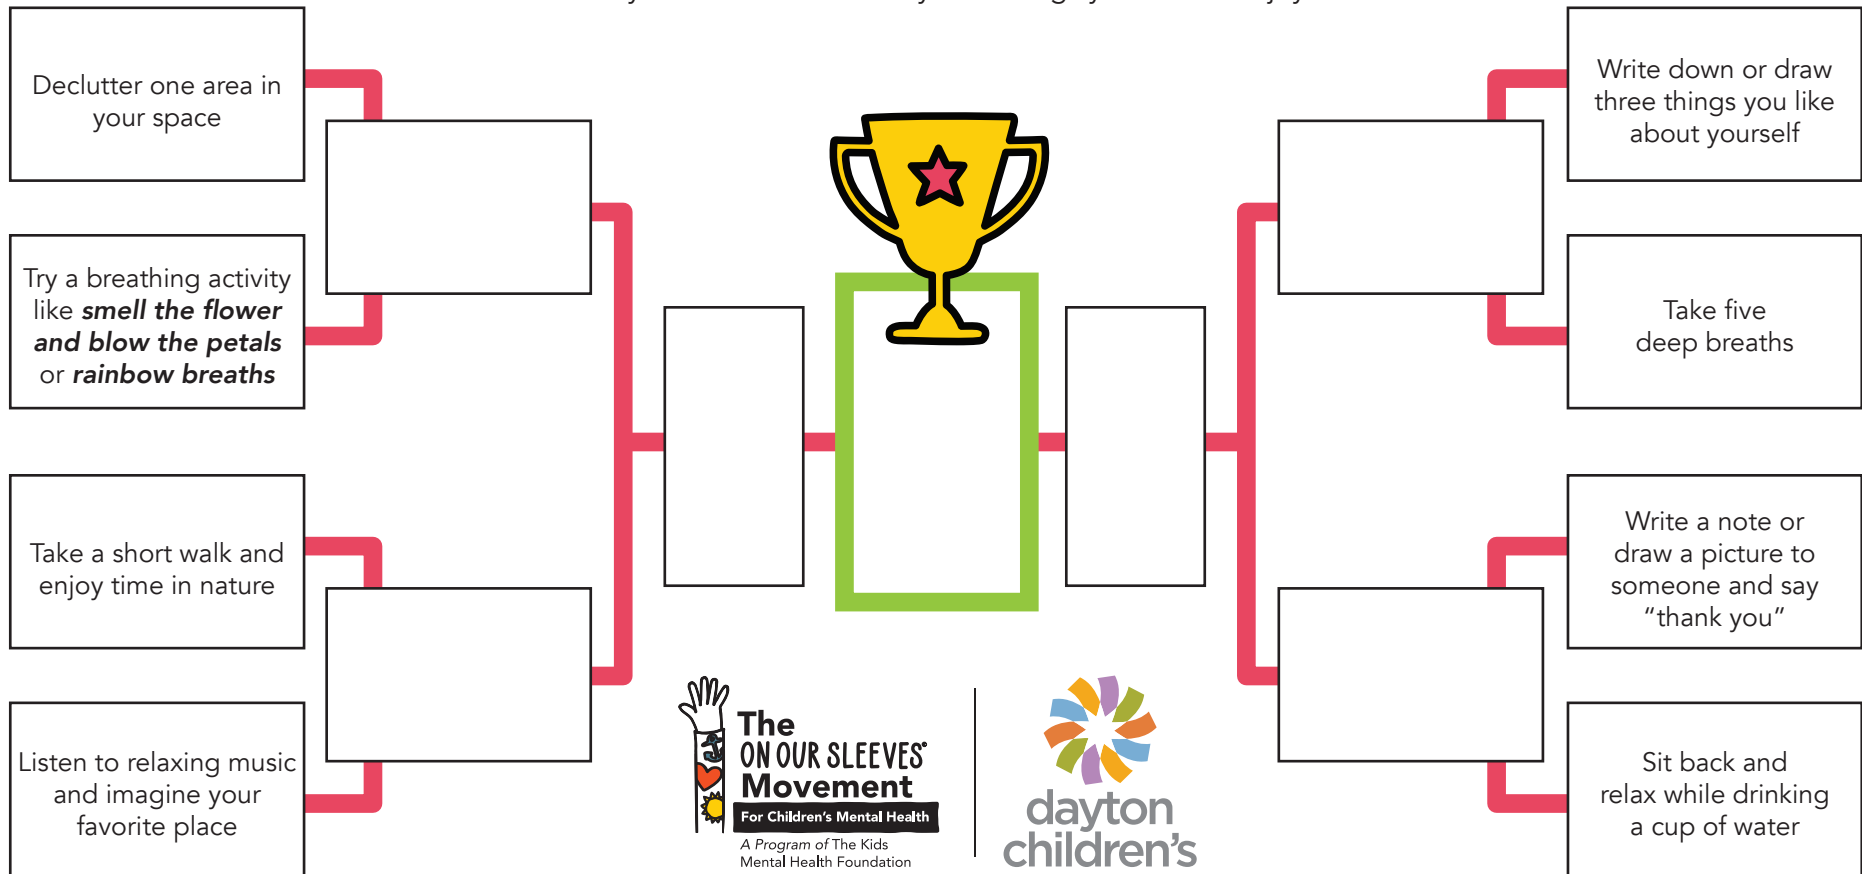 Declutter one area in
your space
Try a breathing activity
like smell the flower
and blow the petals
or rainbow breaths
Take a short walk and
enjoy time in nature
Listen to relaxing music
and imagine your
favorite place
Write down or draw
three things you like
about yourself
Take five
deep breaths
Write a note or
draw a picture to
someone and say
“thank you”
Sit back and
relax while drinking
a cup of water
The
ON OUR SLEEVES®
Movement
For Children's Mental Health
A Program of The Kids
Mental Health Foundation
dayton
children's